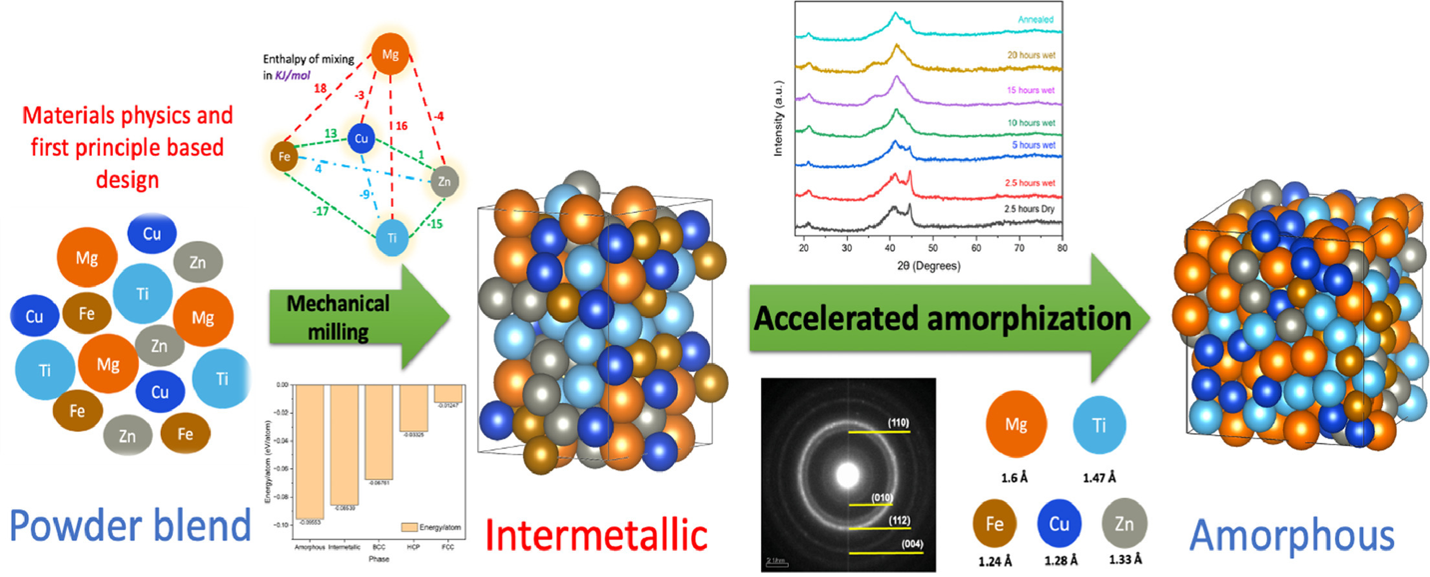 Materials physics and
first principle based
design
Cu
Mg
Zn
Ti
Cu
Fe
Mg
Zn
Ti
Mg
Cu
Ti
Fe
Zn
Fe
Powder blend
Enthalpy of mixing
in KJ/mol
Mg
18
-3
16
-4
13
Cu
1
Fe
4
Zn
-9
-17
-15
Ti
Mechanical
milling
Energy/atom (eV/atom)
0.00
-0.02
-0.04
-0.06
-0.08
-0.10
-0.01247
-0.03325
-0.06761
-0.08639
-0.09553
Energy/atom
Amorphous
Intermetallic
BCC
HCP
FCC
Phase
Intermetallic
Intensity (a.u.)
Annealed
20 hours wet
15 hours wet
10 hours wet
5 hours wet
2.5 hours wet
2.5 hours Dry
20
30
40
50
60
70
80
2θ (Degrees)
Accelerated amorphization
(110)
(010)
(112)
(004)
Mg
Ti
1.6 Å
1.47 Å
Fe
Cu
Zn
1.24 Å
1.28 Å
1.33 Å
Amorphous